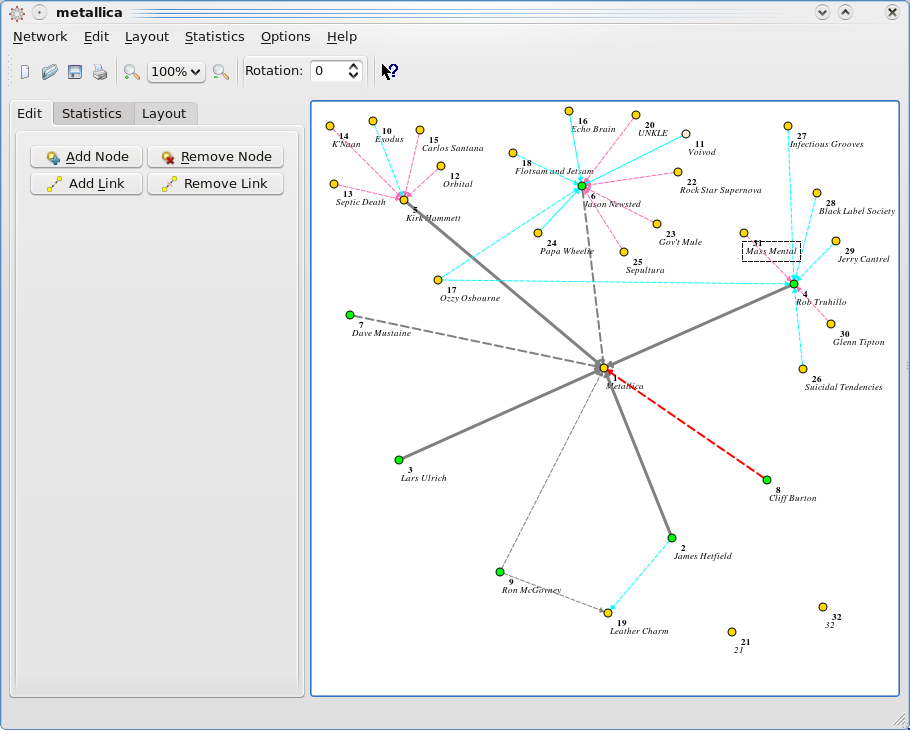 metallica
Network Edit Layout Statistics Options Help
100% Rotation: 0
Edit Statistics Layout
Add Node Remove Node
Add Link Remove Link
14
K'Naan
10
Exodus
15
Carlos Santana
12
Orbital
13
Septic Death
5
Kirk Hammett
16
Echo Brain
20
UNKLE
11
Voivod
18
Flotsam and Jetsam
22
Rock Star Supernova
6
Jason Newsted
23
Gov't Mule
24
Papa Wheelie
25
Sepultura
27
Infectious Grooves
28
Black Label Society
31
Mass Mental
29
Jerry Cantrel
4
Rob Truhillo
30
Glenn Tipton
26
Suicidal Tendencies
17
Ozzy Osbourne
7
Dave Mustaine
1
Metallica
3
Lars Ulrich
8
Cliff Burton
2
James Hetfield
9
Ron McGovney
19
Leather Charm
21
21
32
32